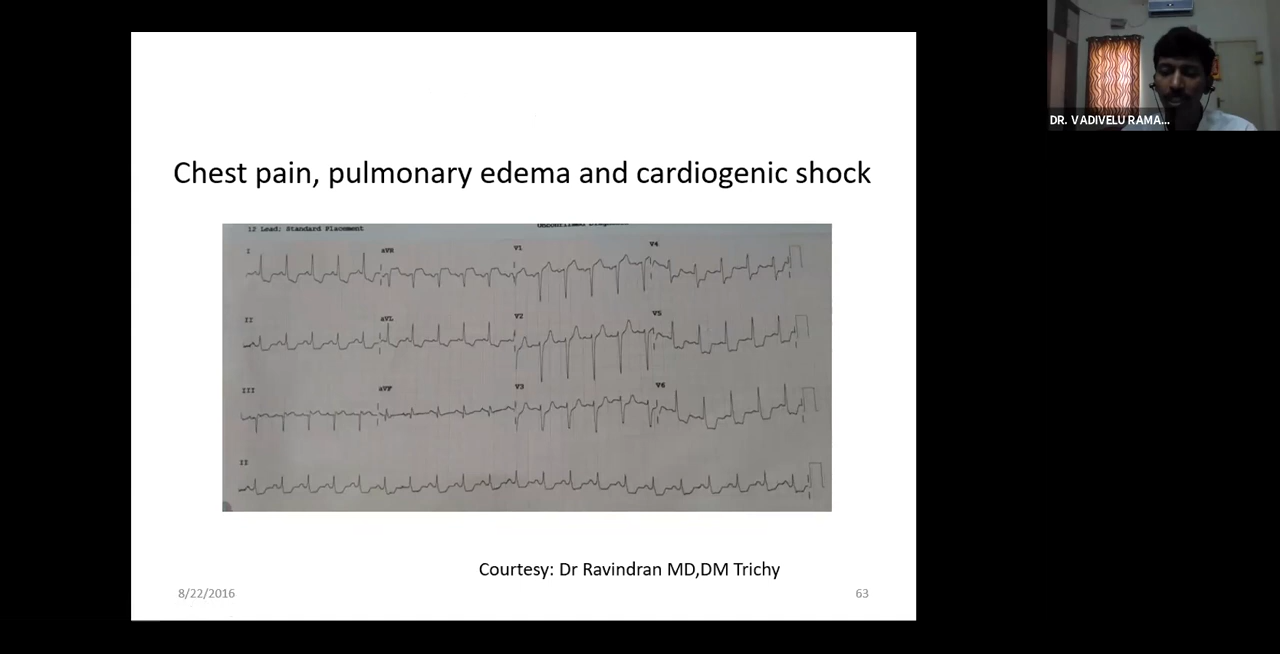 DR. VADIVELU RAMA...
Chest pain, pulmonary edema and cardiogenic shock
12 Lead; Standard Placement
I
aVR
V1
V4
II
aVL
V2
V5
III
aVF
V3
V6
II
Courtesy: Dr Ravindran MD,DM Trichy
8/22/2016
63